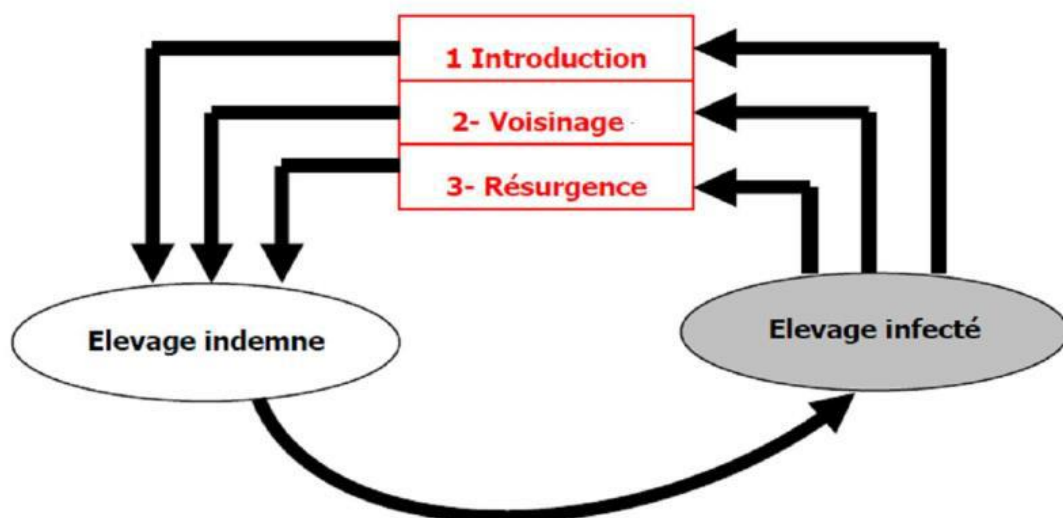 1 Introduction
2- Voisinage
3- Résurgence
Elevage indemne
Elevage infecté